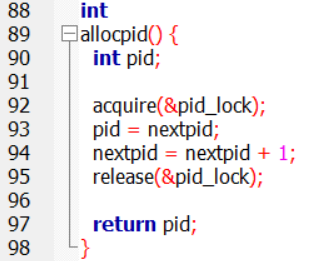 88 int
89 allocpid() {
90 int pid;
91
92 acquire(&pid_lock);
93 pid = nextpid;
94 nextpid = nextpid + 1;
95 release(&pid_lock);
96
97 return pid;
98 }